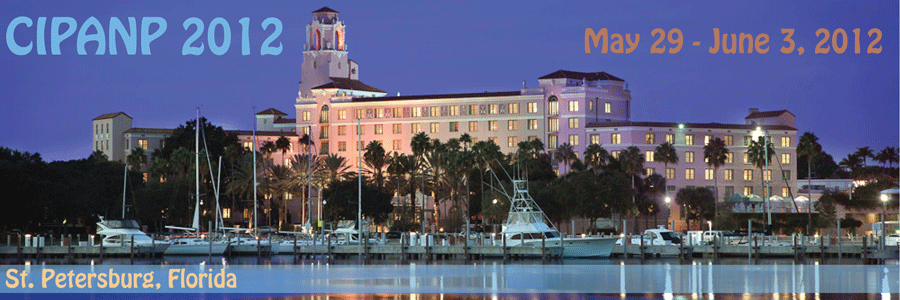 CIPANP 2012
May 29 - June 3, 2012
St. Petersburg, Florida